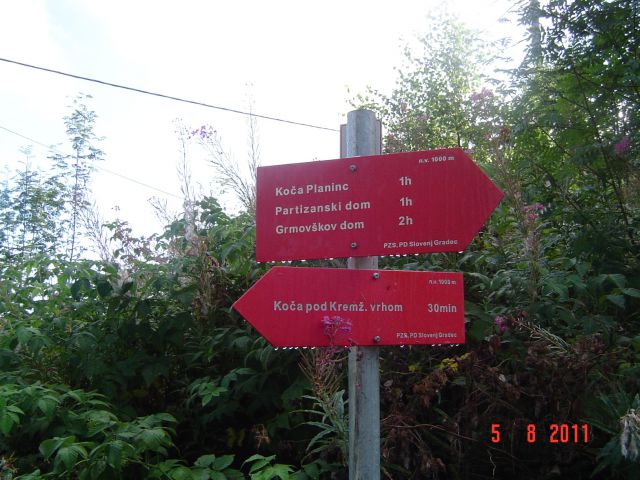 n.v. 1000 m
Koča Planinc 1h
Partizanski dom 1h
Grmovškov dom 2h
PZS, PD Slovenj Gradec
n.v. 1000 m
Koča pod Kremž. vrhom 30min
PZS, PD Slovenj Gradec
5 8 2011